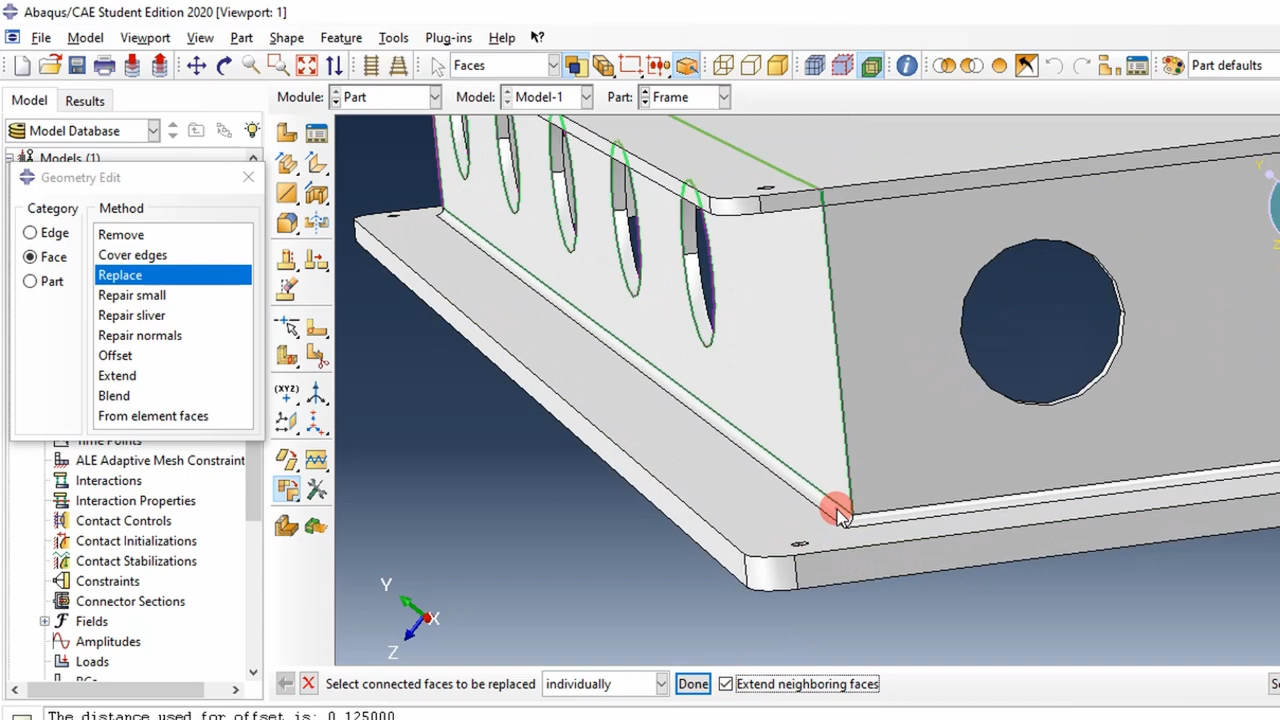 Abaqus/CAE Student Edition 2020 [Viewport: 1]
File Model Viewport View Part Shape Feature Tools Plug-ins Help
Faces Part defaults
Model Results Module: Part Model: Model-1 Part: Frame
Model Database
Models (1)
Geometry Edit
Category Method
Edge
Face
Part
Remove
Cover edges
Replace
Repair small
Repair sliver
Repair normals
Offset
Extend
Blend
From element faces
(XYZ)
Time Points
ALE Adaptive Mesh Constraint
Interactions
Interaction Properties
Contact Controls
Contact Initializations
Contact Stabilizations
Constraints
Connector Sections
Fields
Amplitudes
Loads
Y
X
Z
Y
Z
Select connected faces to be replaced individually Done Extend neighboring faces
The distance used for offset is: 0.125000